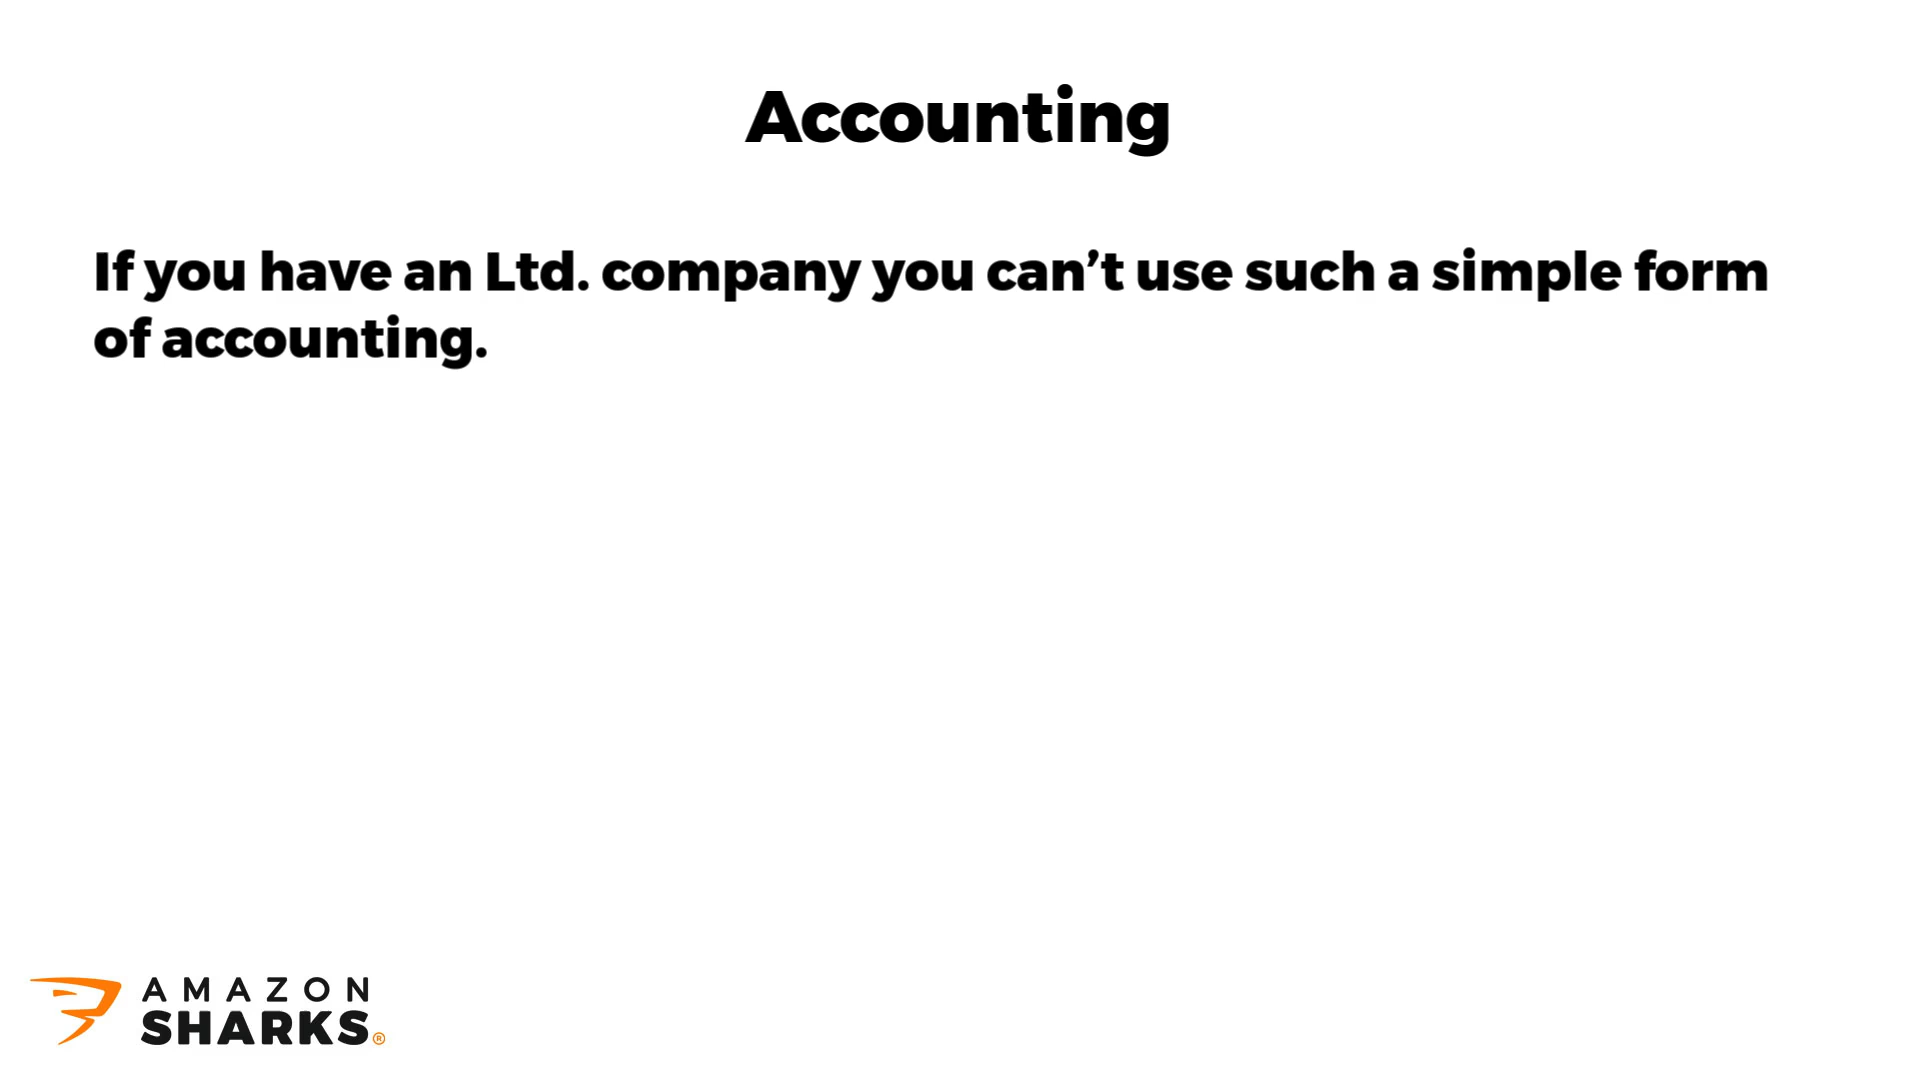 Accounting
If you have an Ltd. company you can’t use such a simple form
of accounting.
AMAZON
SHARKS®